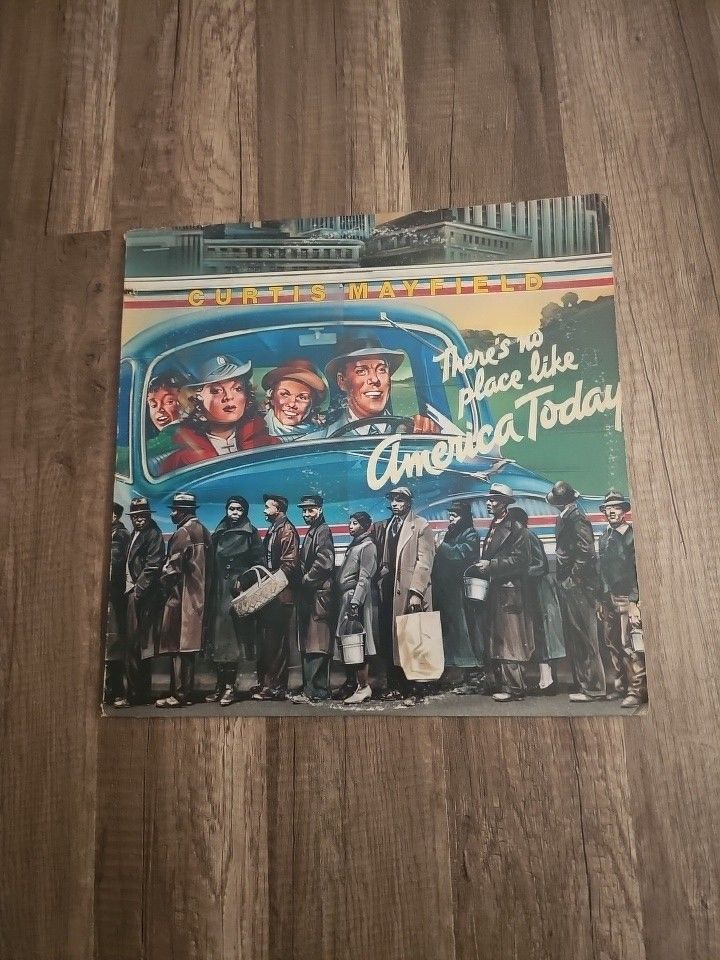 CURTIS MAYFIELD
There's no
place like
America Today